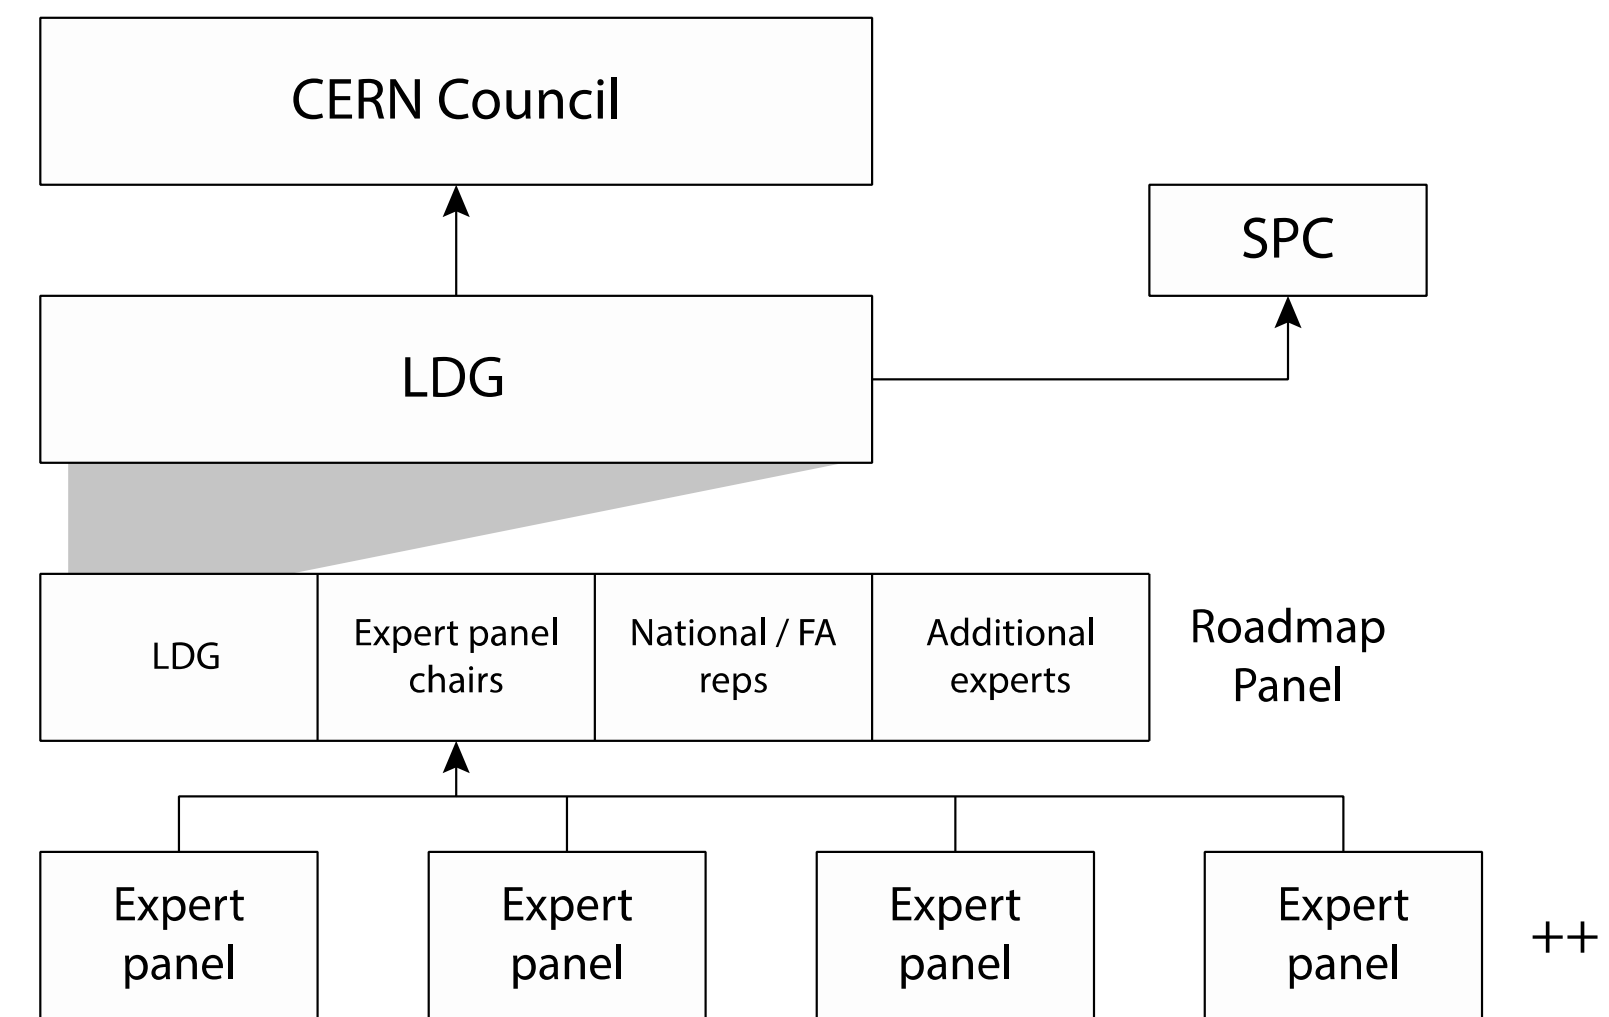 CERN Council
SPC
LDG
LDG
Expert panel
chairs
National / FA
reps
Additional
experts
Roadmap
Panel
Expert
panel
Expert
panel
Expert
panel
Expert
panel
++